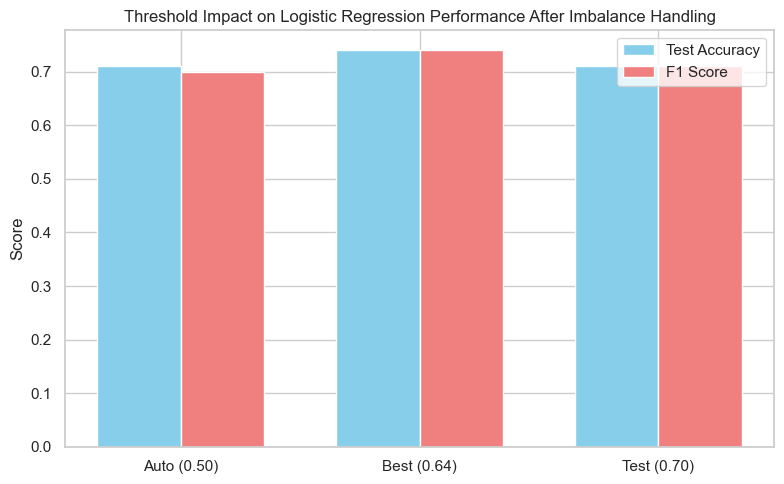 Threshold Impact on Logistic Regression Performance After Imbalance Handling
Test Accuracy
F1 Score
Score
0.7
0.6
0.5
0.4
0.3
0.2
0.1
0.0
Auto (0.50)
Best (0.64)
Test (0.70)